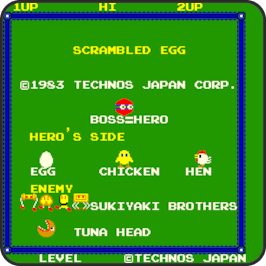 1UP HI 2UP
SCRAMBLED EGG
©1983 TECHNOS JAPAN CORP.
BOSS=HERO
HERO'S SIDE
EGG CHICKEN HEN
ENEMY
SUKIYAKI BROTHERS
TUNA HEAD
LEVEL ©TECHNOS JAPAN